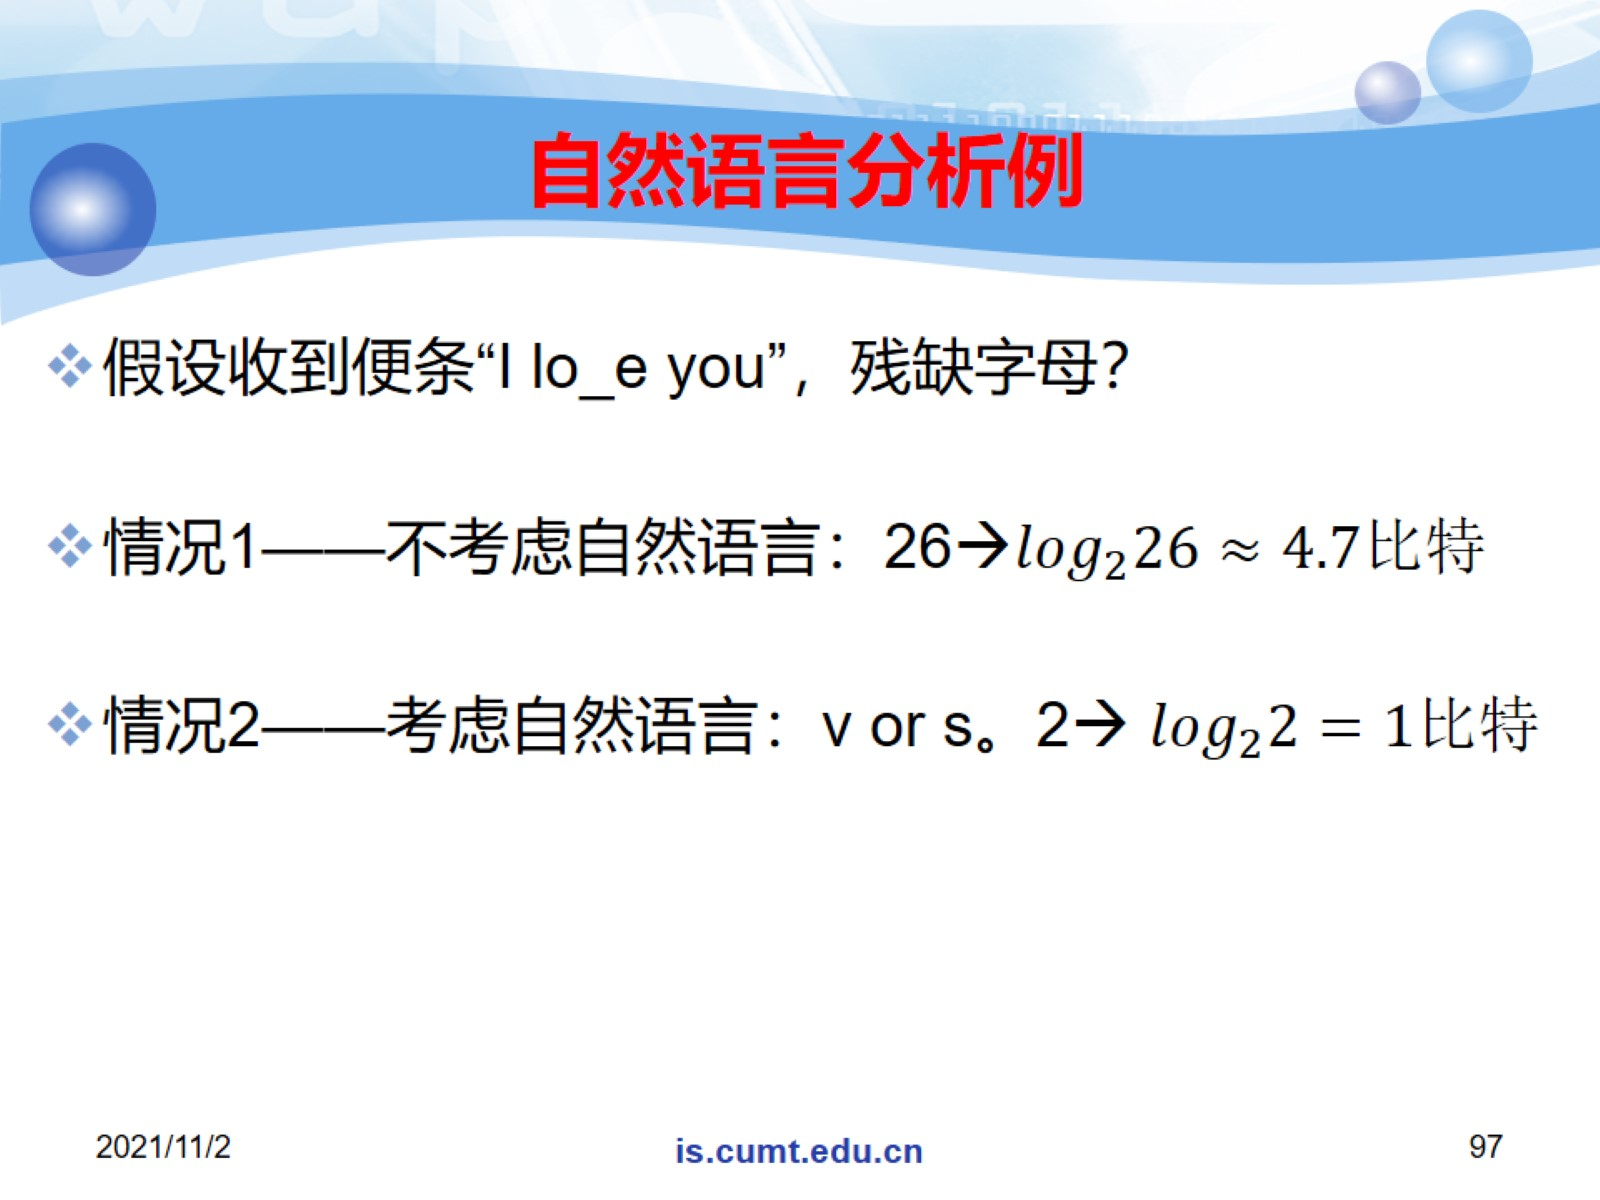 自然语言分析例
假设收到便条“I lo_e you”，残缺字母？
情况1——不考虑自然语言：26→log₂26 ≈ 4.7比特
情况2——考虑自然语言：v or s。2→ log₂2 = 1比特
2021/11/2
is.cumt.edu.cn
97